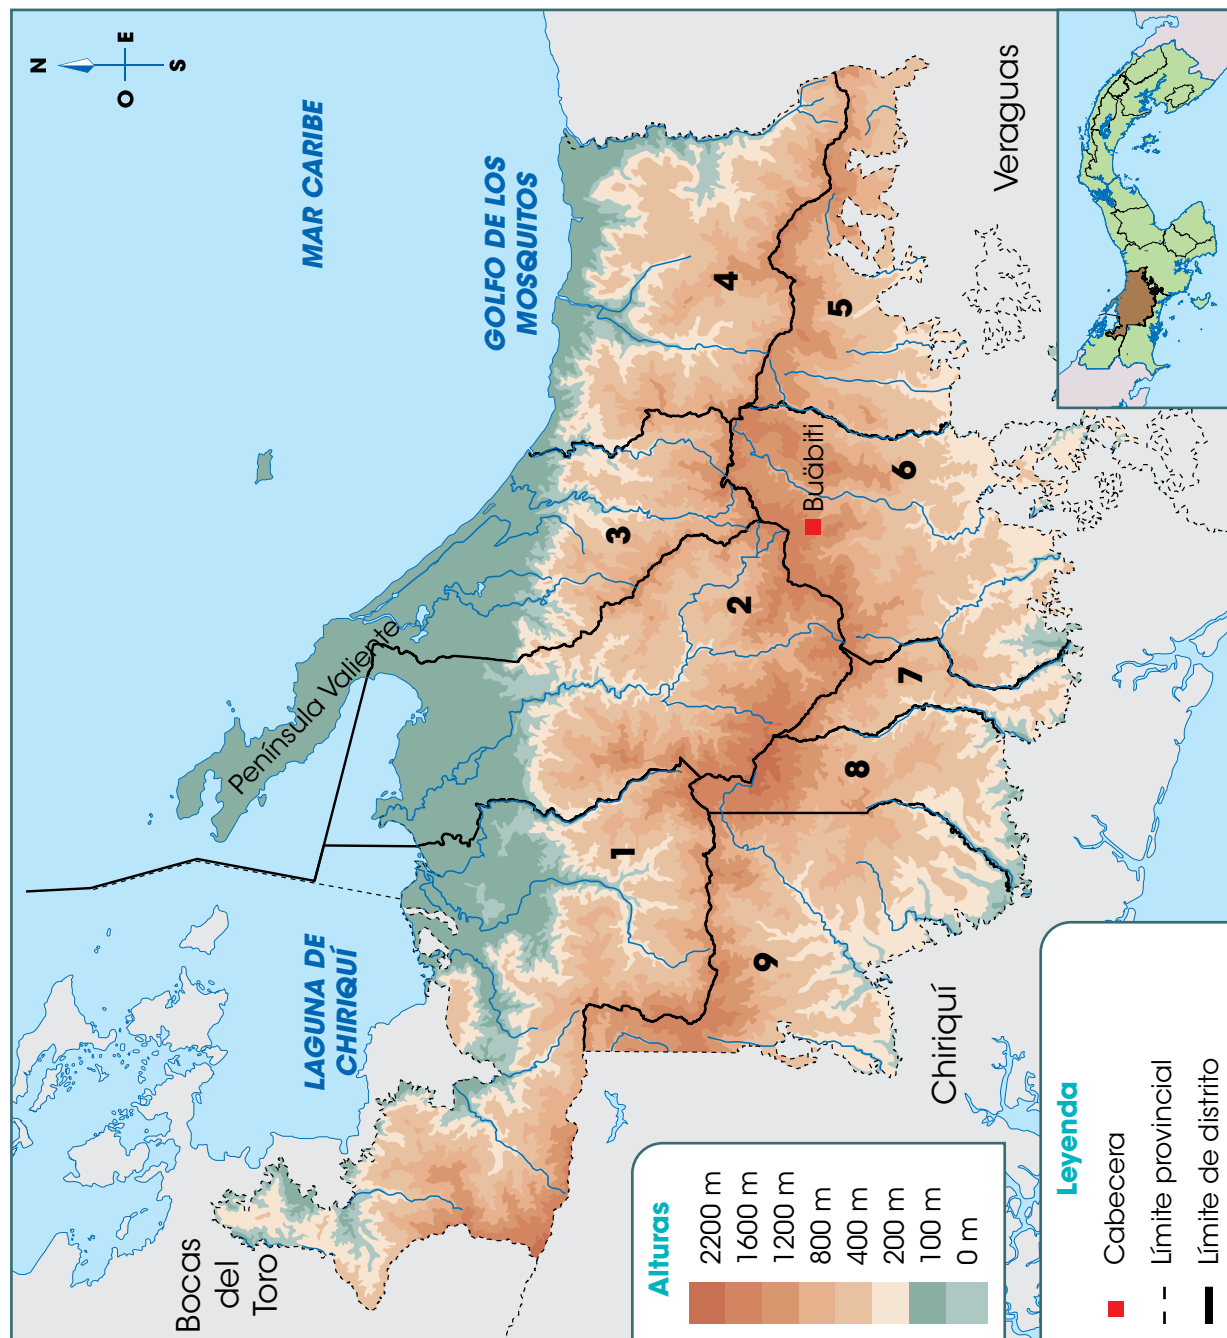 N
E
O
S
MAR CARIBE
GOLFO DE LOS
MOSQUITOS
LAGUNA DE
CHIRIQUÍ
Península Valiente
Bocas
del
Toro
Veraguas
Chiriquí
1
2
3
4
5
6
7
8
9
Buäbiti
Alturas
2200 m
1600 m
1200 m
800 m
400 m
200 m
100 m
0 m
Leyenda
Cabecera
Límite provincial
Límite de distrito